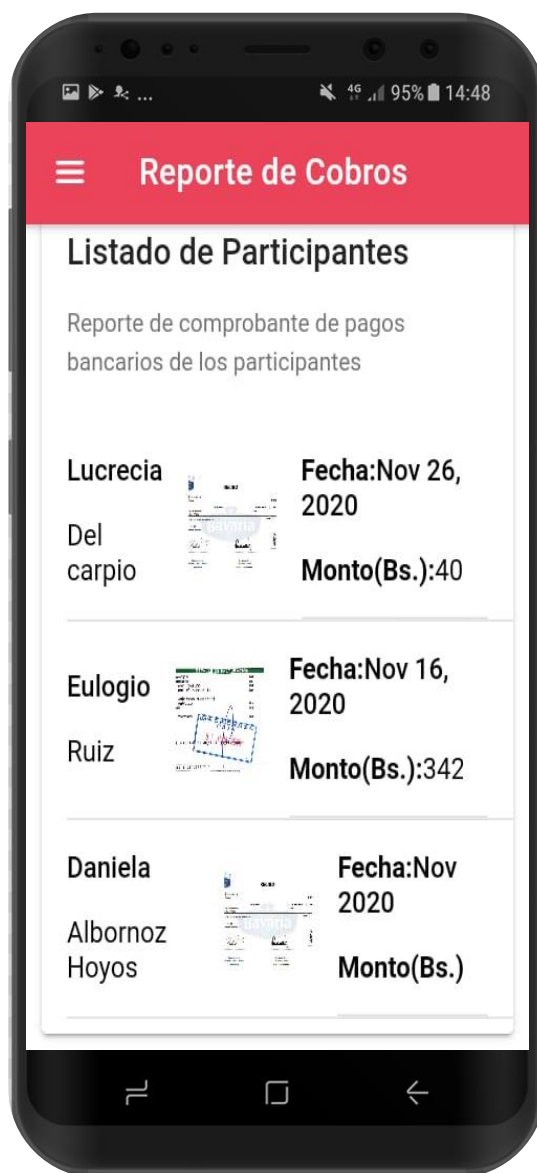 ... 4G 95% 14:48
Reporte de Cobros
Listado de Participantes
Reporte de comprobante de pagos
bancarios de los participantes
Lucrecia
Del
carpio
Bavaria
Fecha:Nov 26,
2020
Monto(Bs.):40
Eulogio
Ruiz
Fecha:Nov 16,
2020
Monto(Bs.):342
Daniela
Albornoz
Hoyos
Bavaria
Fecha:Nov
2020
Monto(Bs.)